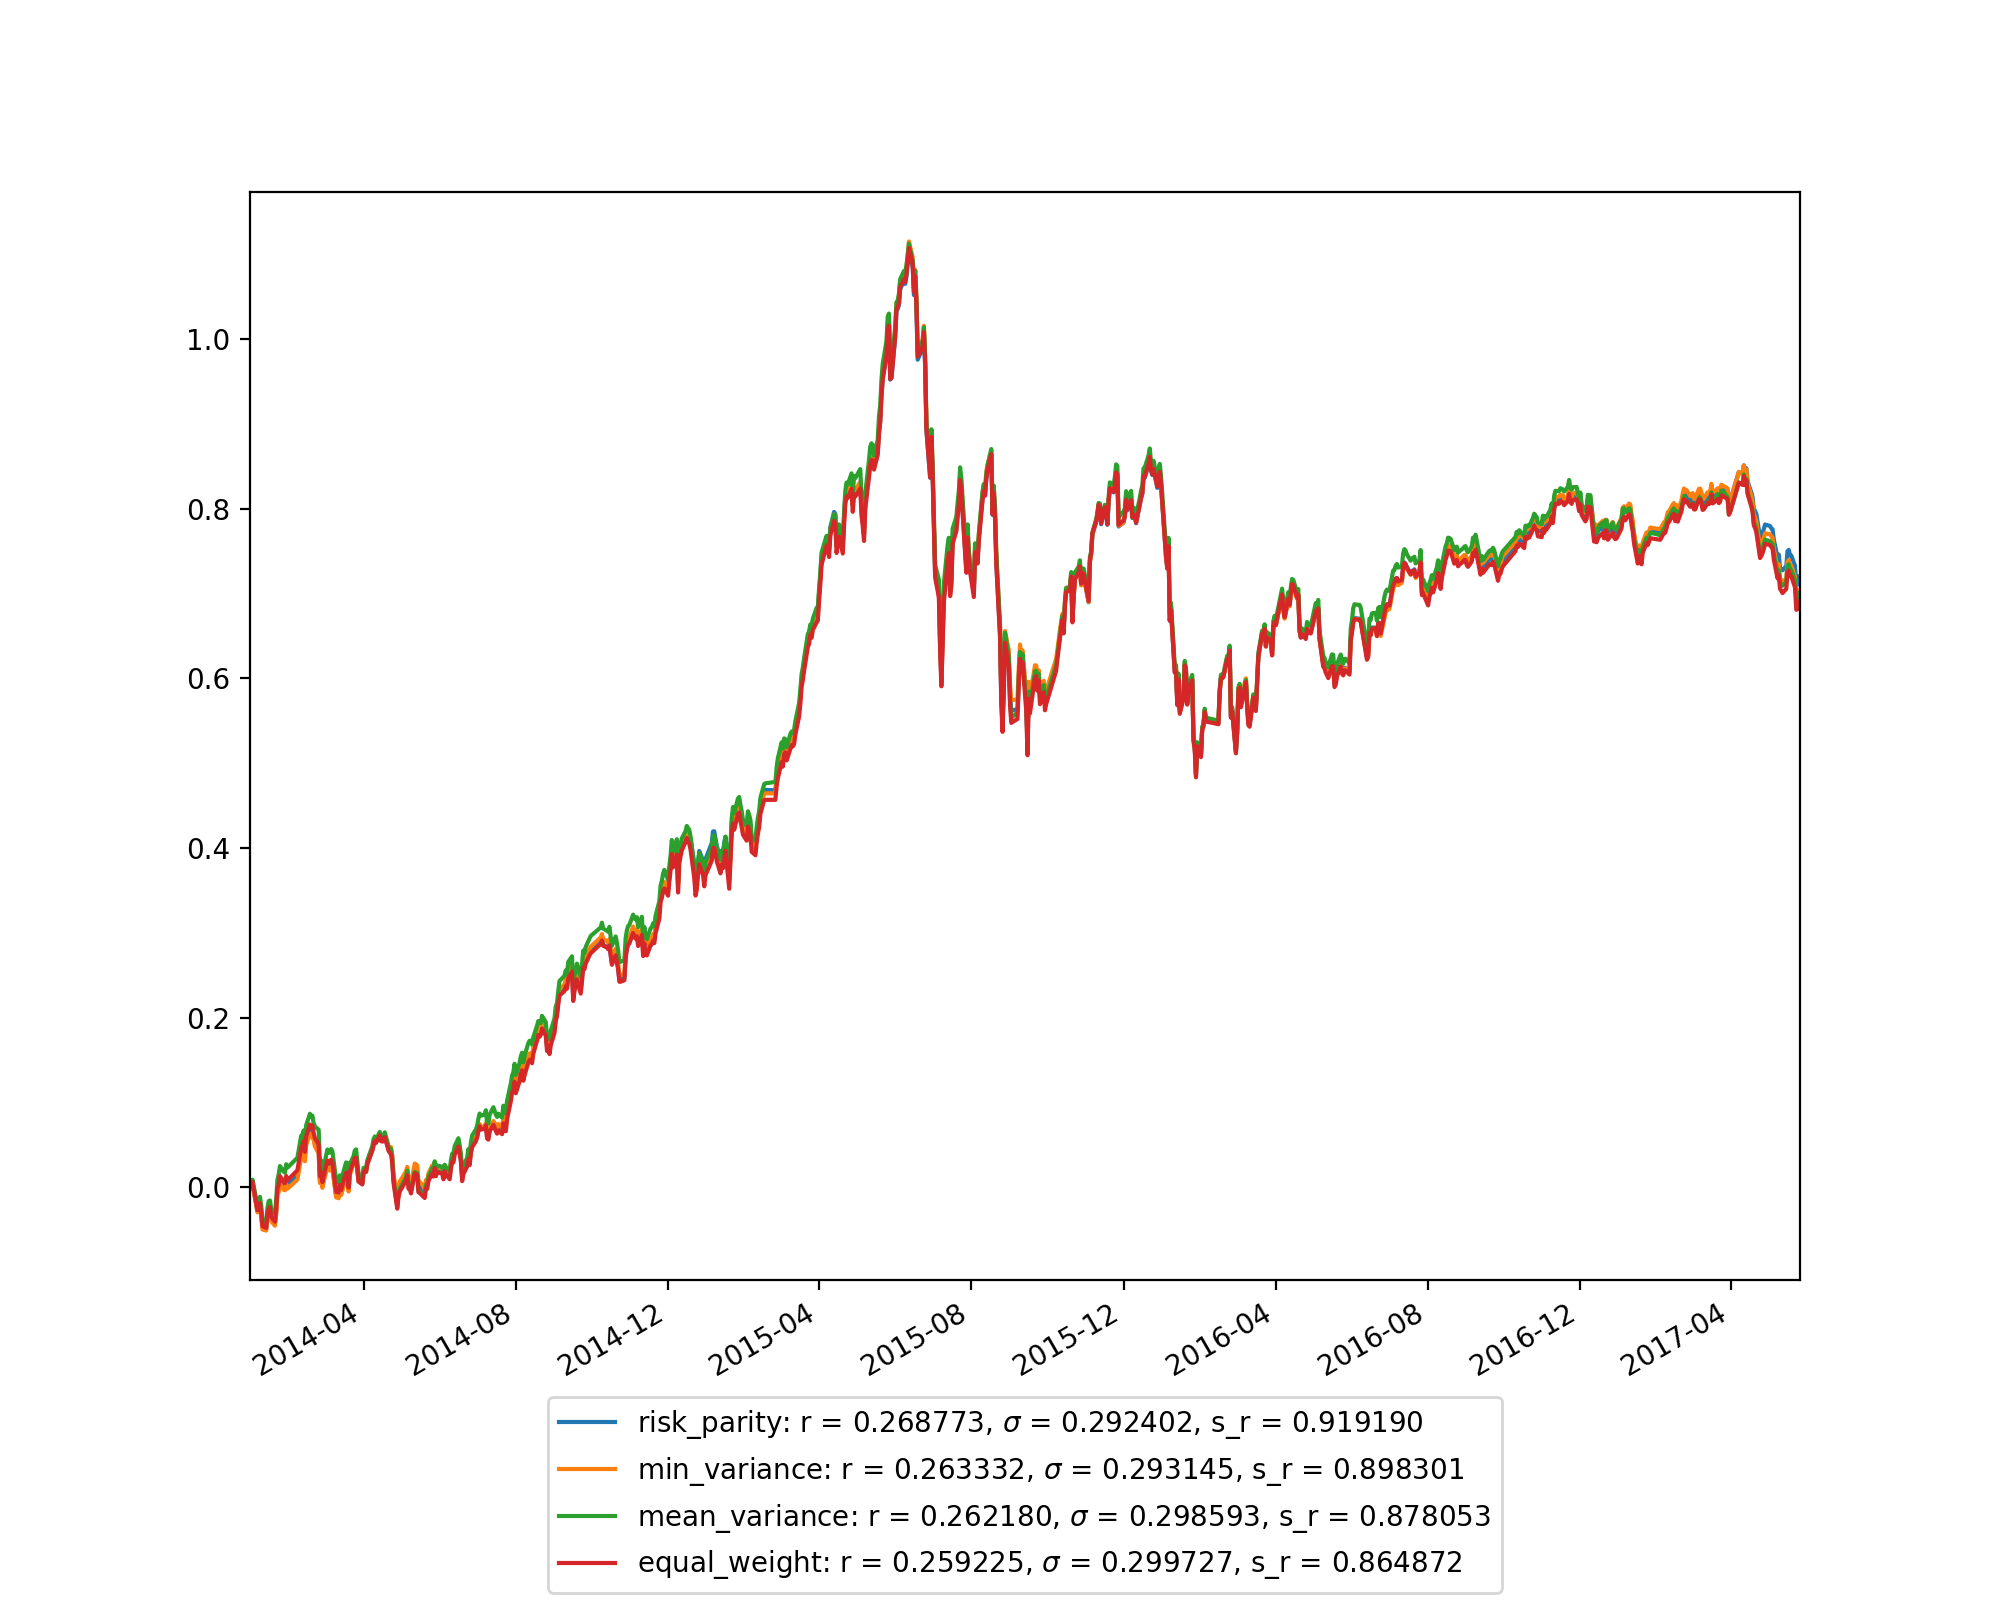 1.0
0.8
0.6
0.4
0.2
0.0
2014-04 2014-08 2014-12 2015-04 2015-08 2015-12 2016-04 2016-08 2016-12 2017-04
risk_parity: r = 0.268773, σ = 0.292402, s_r = 0.919190
min_variance: r = 0.263332, σ = 0.293145, s_r = 0.898301
mean_variance: r = 0.262180, σ = 0.298593, s_r = 0.878053
equal_weight: r = 0.259225, σ = 0.299727, s_r = 0.864872